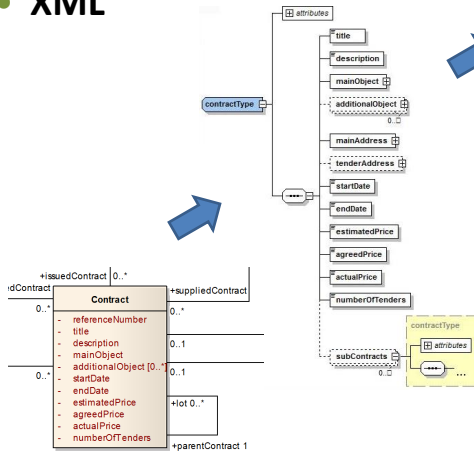 XML
attributes
title
description
mainObject
additionalObject
0..
contractType
mainAddress
tenderAddress
startDate
endDate
estimatedPrice
agreedPrice
actualPrice
numberOfTenders
contractType
attributes
subContracts
0..
...
+issuedContract 0..*
edContract
+suppliedContract
0..*
Contract
0..*
- referenceNumber
- title
- description
0..1
- mainObject
- additionalObject [0..*]
0..*
0..1
- startDate
- endDate
- estimatedPrice
+lot 0..*
- agreedPrice
- actualPrice
- numberOfTenders
+parentContract 1